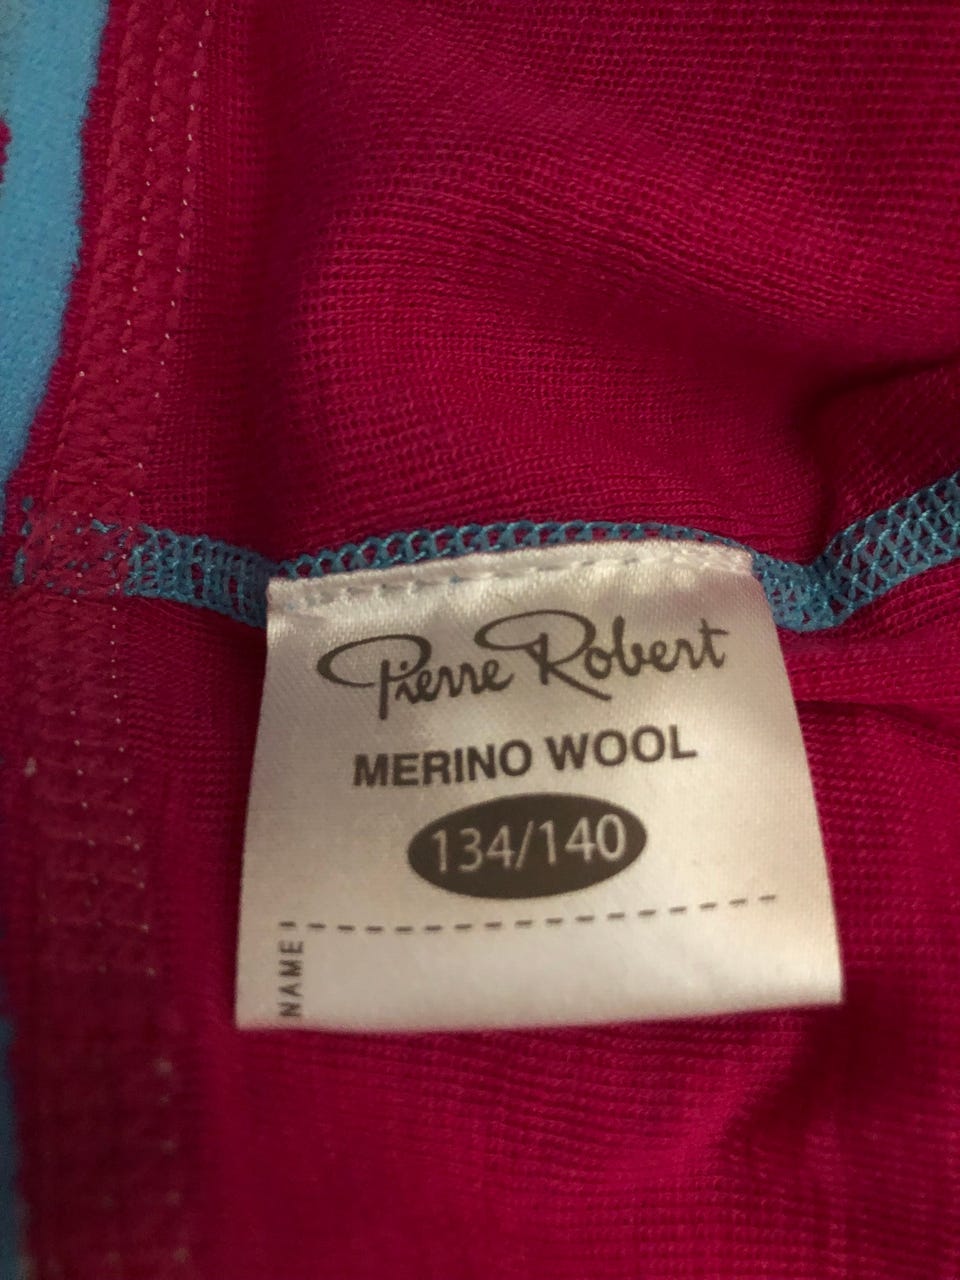 Pierre Robert
MERINO WOOL
134/140
NAME